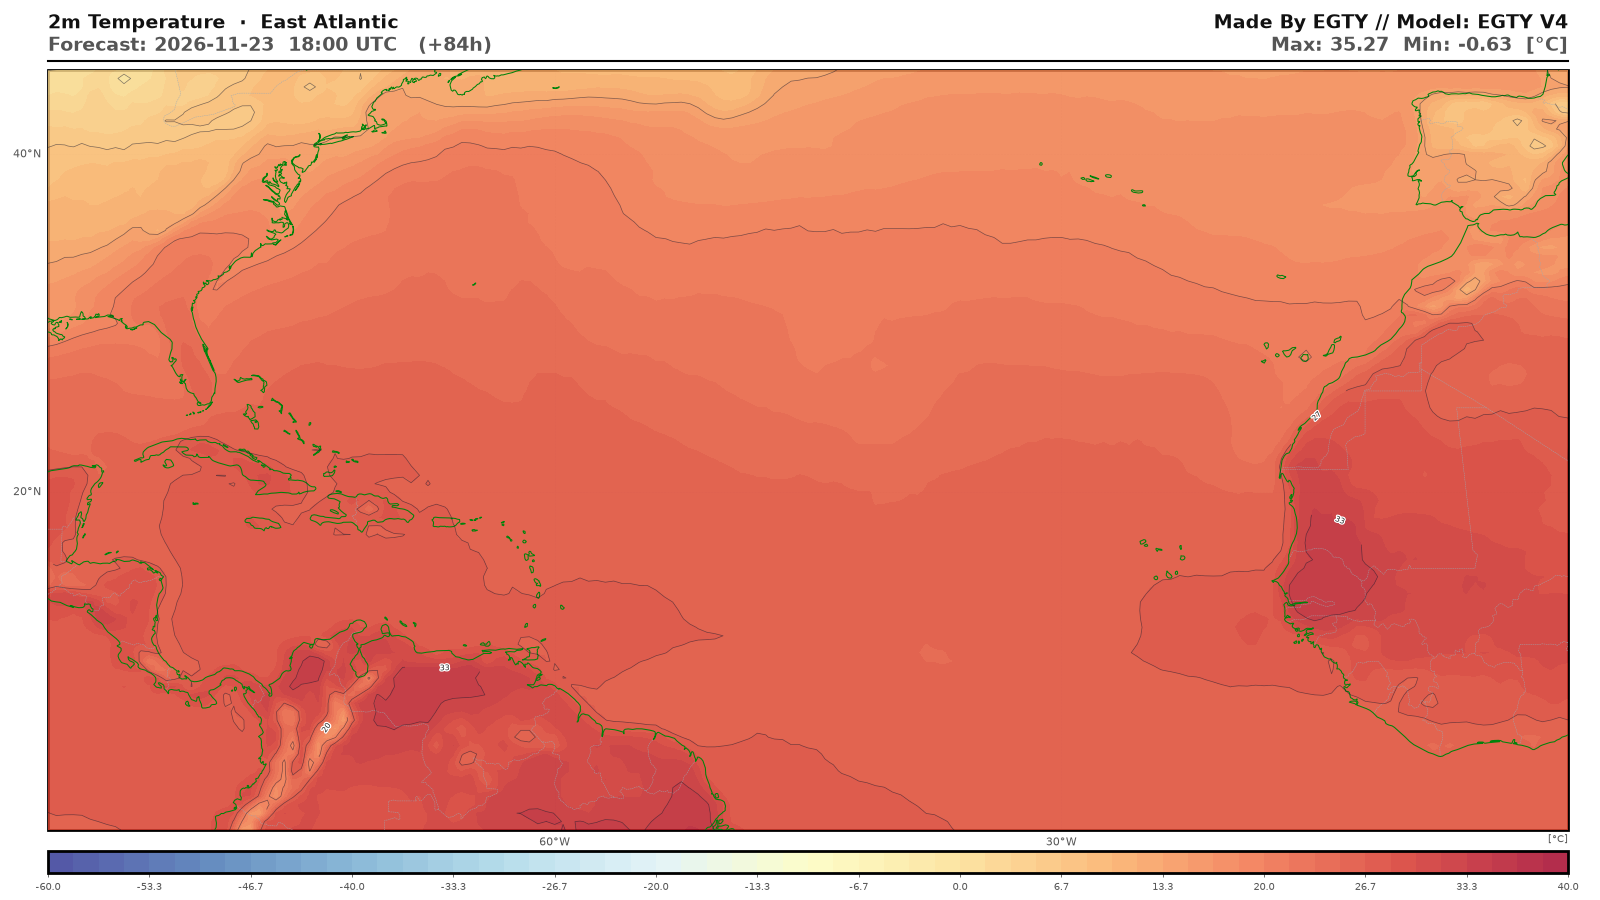 2m Temperature · East Atlantic
Made By EGTY // Model: EGTY V4
Forecast: 2026-11-23 18:00 UTC (+84h)
Max: 35.27 Min: -0.63 [°C]
40°N
27
20°N
33
33
20
60°W
30°W
[°C]
-60.0
-53.3
-46.7
-40.0
-33.3
-26.7
-20.0
-13.3
-6.7
0.0
6.7
13.3
20.0
26.7
33.3
40.0